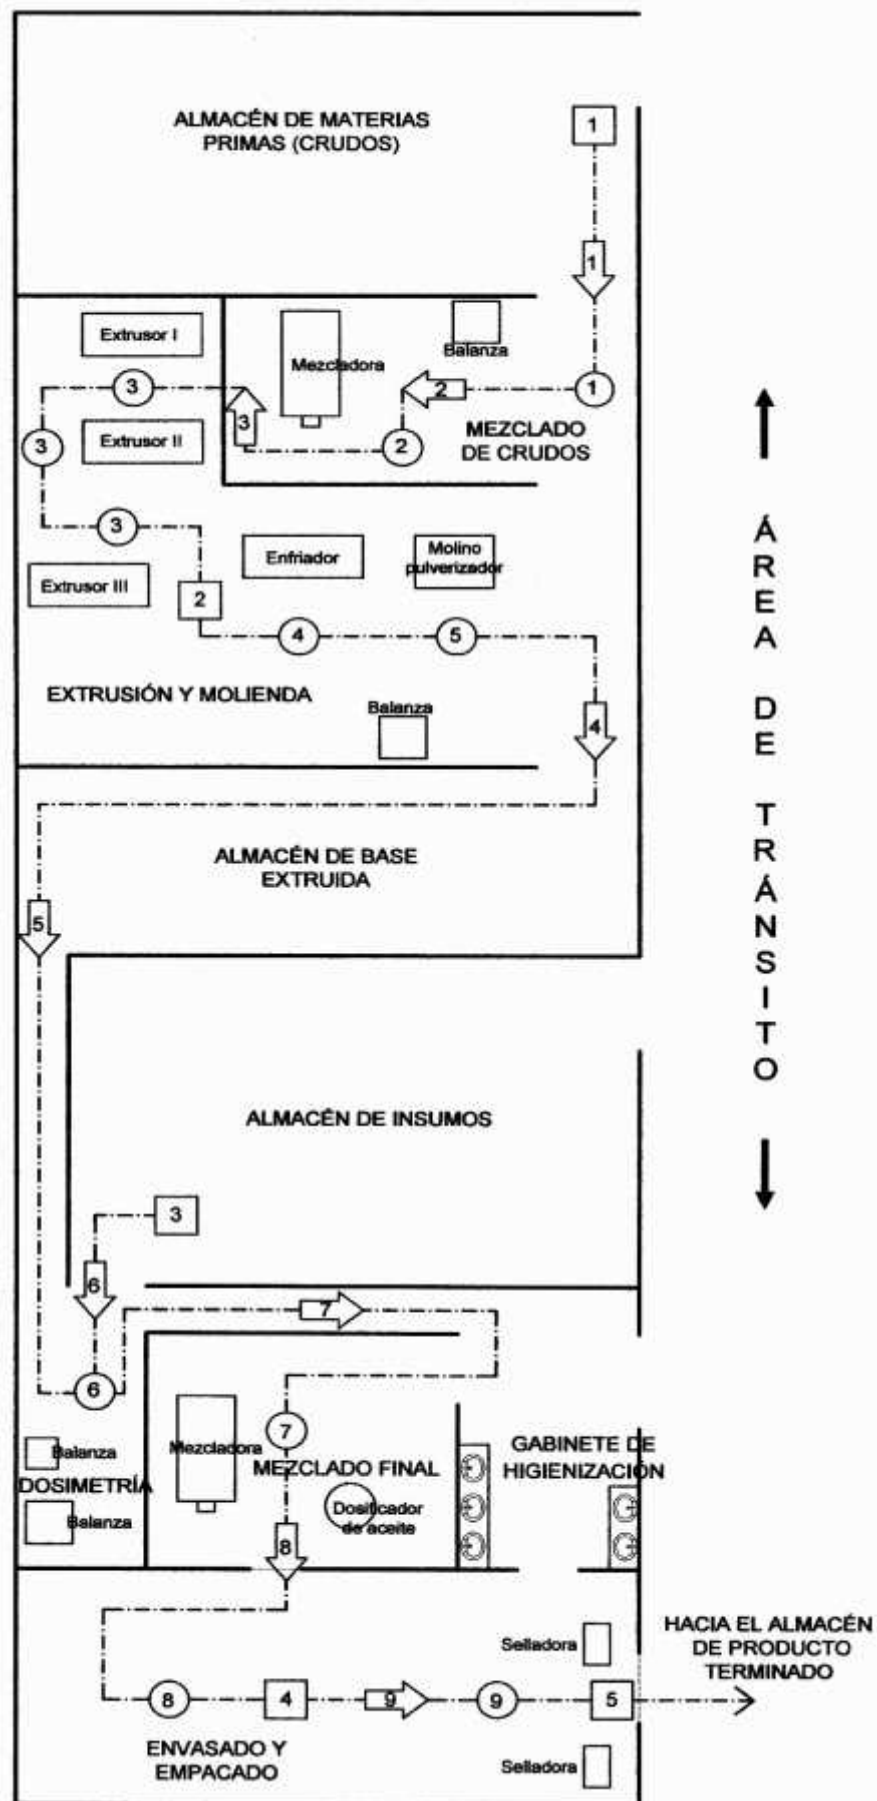 ALMACÉN DE MATERIAS
PRIMAS (CRUDOS)
1
1
Extrusor I
Mezcladora
Balanza
3
3
2
1
Extrusor II
3
2
MEZCLADO
DE CRUDOS
3
Enfriador
Molino
pulverizador
Extrusor III
2
4
5
EXTRUSIÓN Y MOLIENDA
Balanza
4
ALMACÉN DE BASE
EXTRUIDA
5
ÁREA DE TRÁNSITO
ALMACÉN DE INSUMOS
3
6
7
6
7
Mezcladora
MEZCLADO FINAL
GABINETE DE
HIGIENIZACIÓN
Balanza
DOSIMETRÍA
Balanza
Dosificador
de aceite
8
Selladora
HACIA EL ALMACÉN
DE PRODUCTO
TERMINADO
8
4
9
9
5
ENVASADO Y
EMPACADO
Selladora